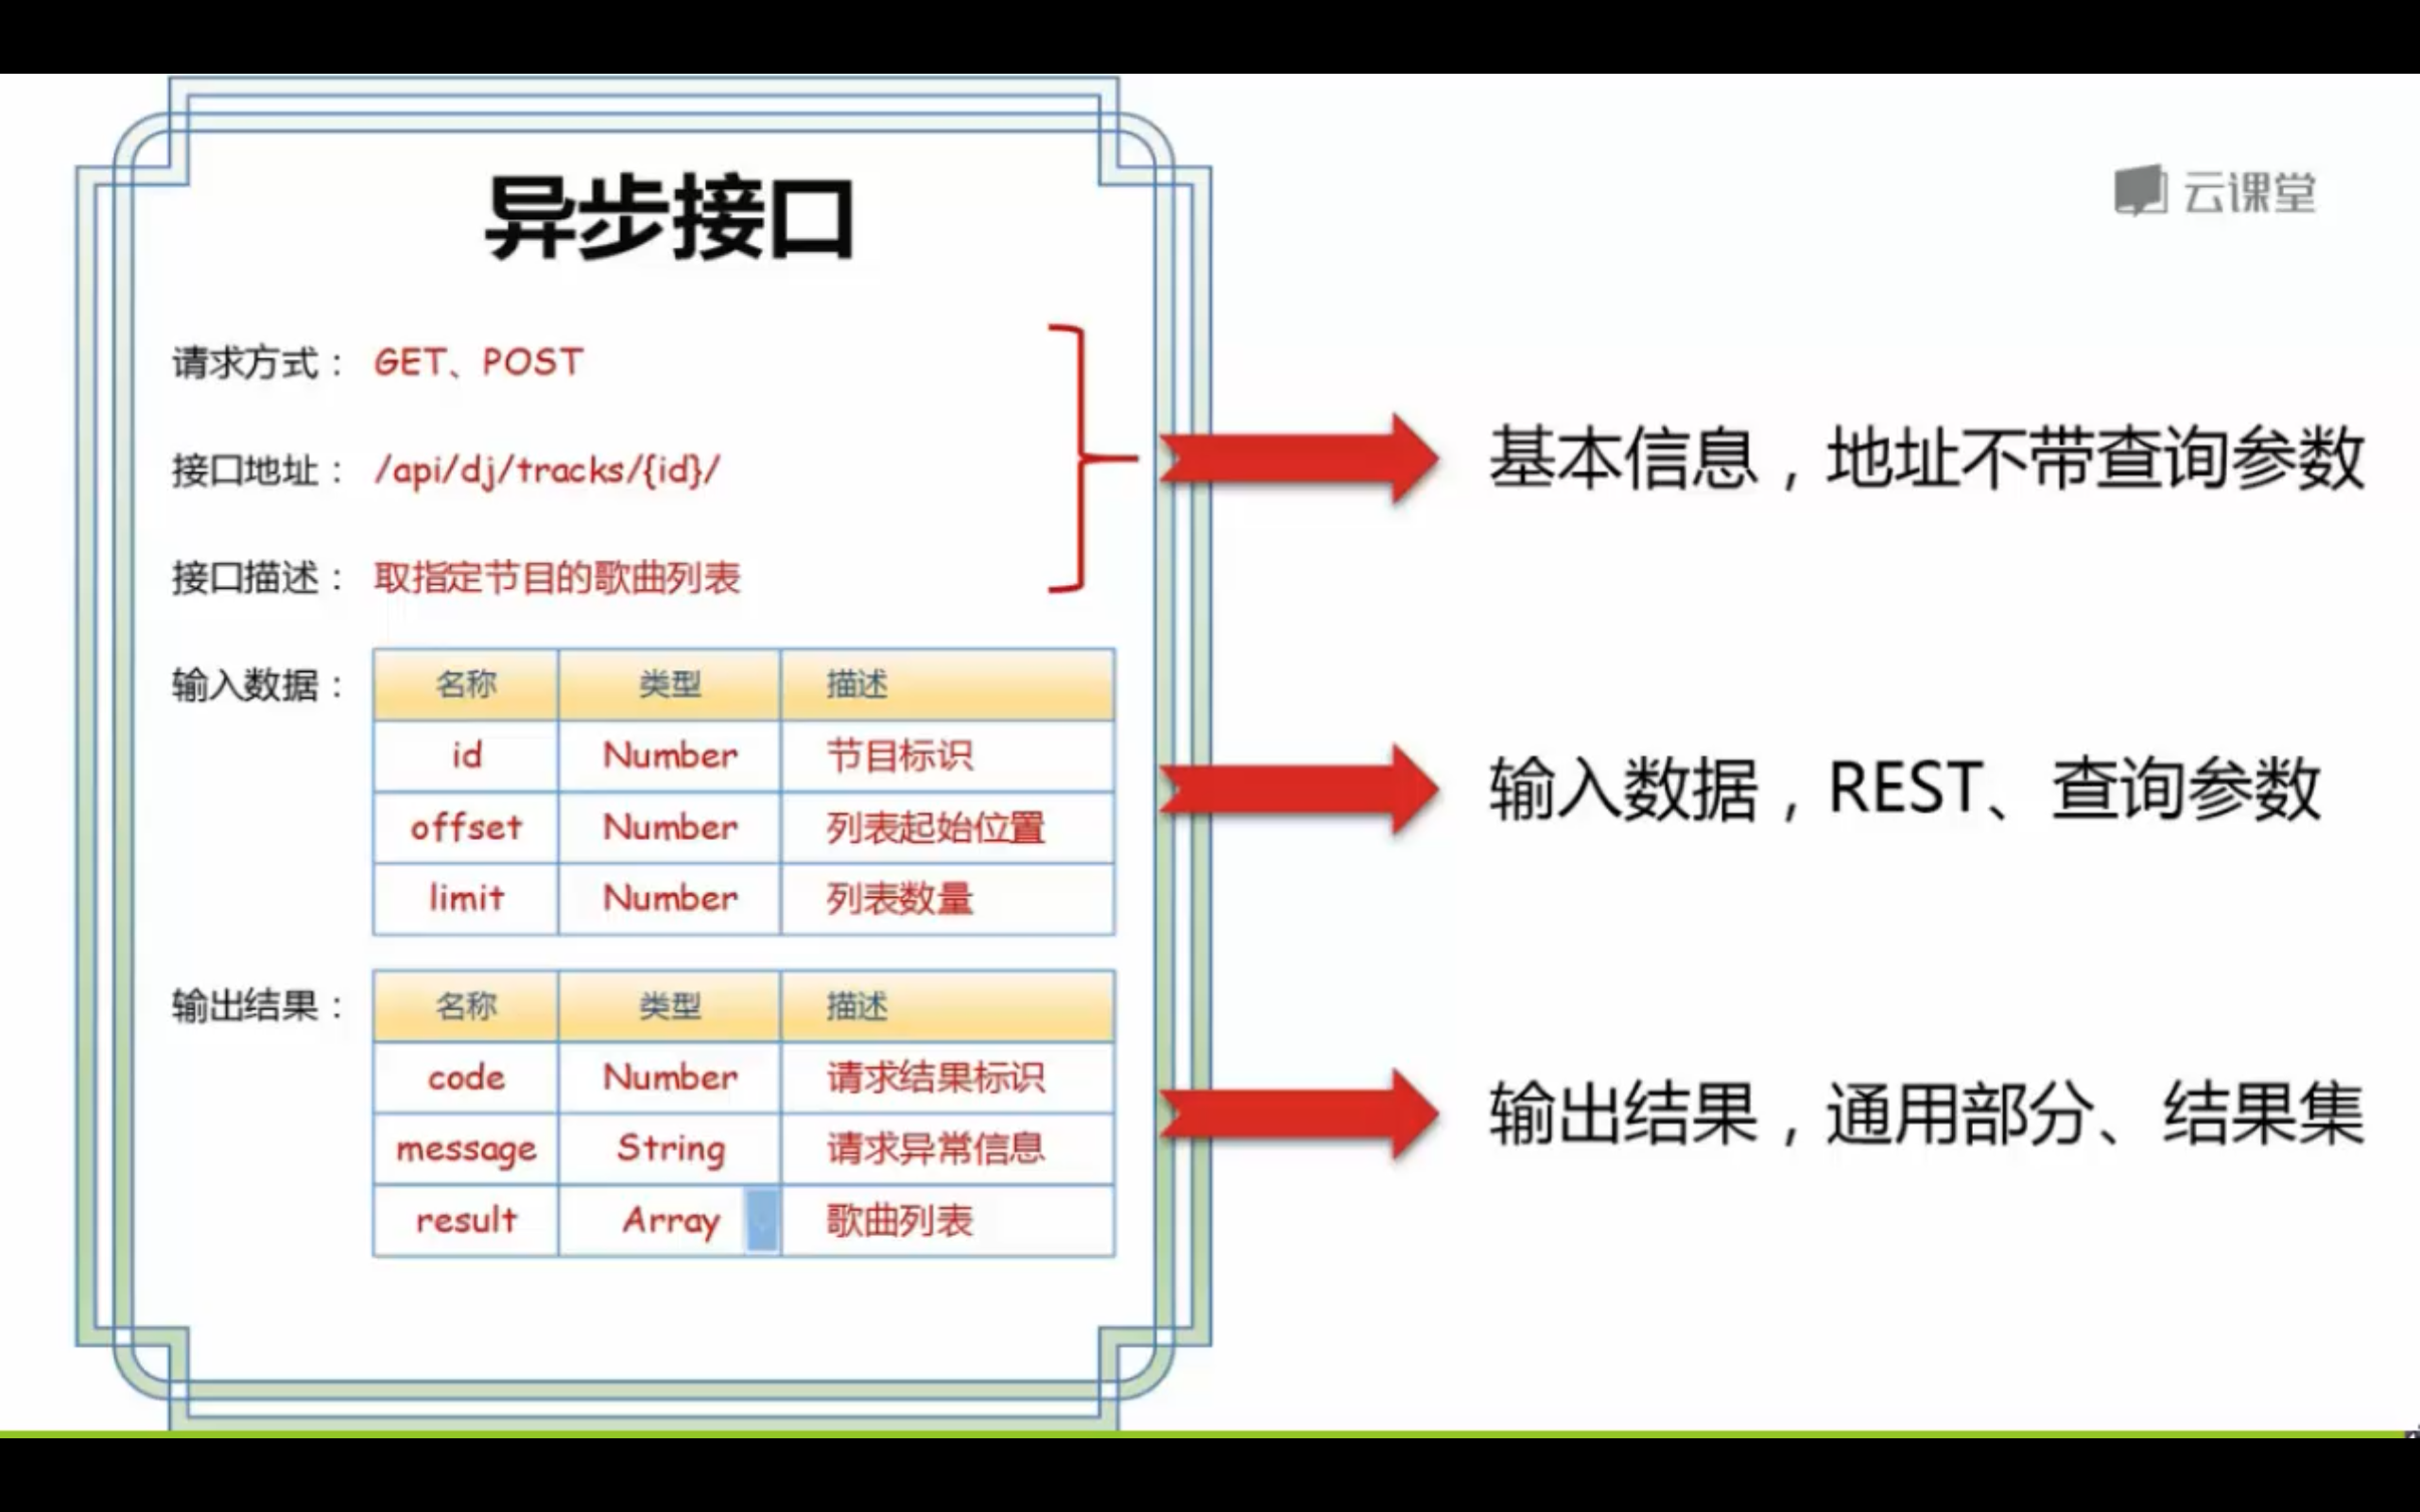 异步接口
云课堂
请求方式： GET、POST
接口地址： /api/dj/tracks/{id}/
接口描述： 取指定节目的歌曲列表
基本信息，地址不带查询参数
输入数据：
名称 类型 描述
id Number 节目标识
offset Number 列表起始位置
limit Number 列表数量
输入数据，REST、查询参数
输出结果：
名称 类型 描述
code Number 请求结果标识
message String 请求异常信息
result Array 歌曲列表
输出结果，通用部分、结果集